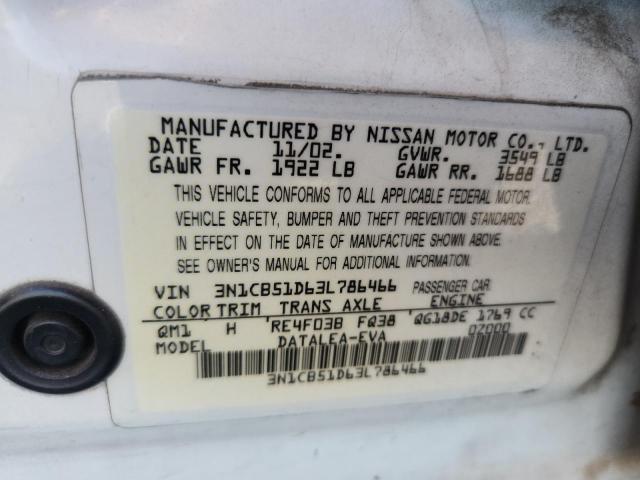 MANUFACTURED BY NISSAN MOTOR CO., LTD.
DATE 11/02. GVWR. 3549 LB
GAWR FR. 1922 LB GAWR RR. 1688 LB
THIS VEHICLE CONFORMS TO ALL APPLICABLE FEDERAL MOTOR
VEHICLE SAFETY, BUMPER AND THEFT PREVENTION STANDARDS
IN EFFECT ON THE DATE OF MANUFACTURE SHOWN ABOVE.
SEE OWNER'S MANUAL FOR ADDITIONAL INFORMATION.
VIN 3N1CB51D63L786466 PASSENGER CAR
COLOR TRIM TRANS AXLE ENGINE
QM1 H RE4F03B FQ38 QG18DE 1769 CC
MODEL DATALEA-EVA 0Z000
3N1CB51D63L786466